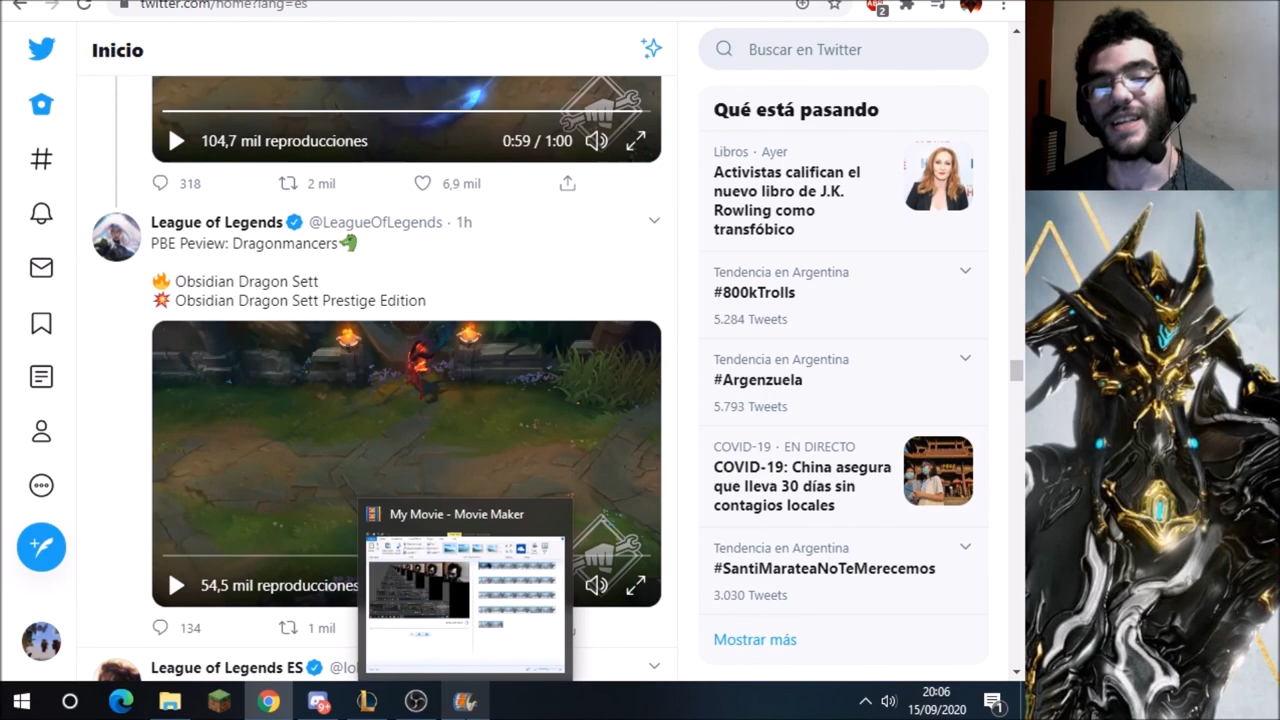 twitter.com/home?lang=es
2
Inicio
Buscar en Twitter
104,7 mil reproducciones
0:59 / 1:00
318
2 mil
6,9 mil
League of Legends @LeagueOfLegends · 1h
PBE Peview: Dragonmancers
Obsidian Dragon Sett
Obsidian Dragon Sett Prestige Edition
54,5 mil reproducciones
134
1 mil
League of Legends ES @lol
My Movie - Movie Maker
Qué está pasando
Libros · Ayer
Activistas califican el
nuevo libro de J.K.
Rowling como
transfóbico
Tendencia en Argentina
#800kTrolls
5.284 Tweets
Tendencia en Argentina
#Argenzuela
5.793 Tweets
COVID-19 · EN DIRECTO
COVID-19: China asegura
que lleva 30 días sin
contagios locales
Tendencia en Argentina
#SantiMarateaNoTeMerecemos
3.030 Tweets
Mostrar más
20:06
15/09/2020
1